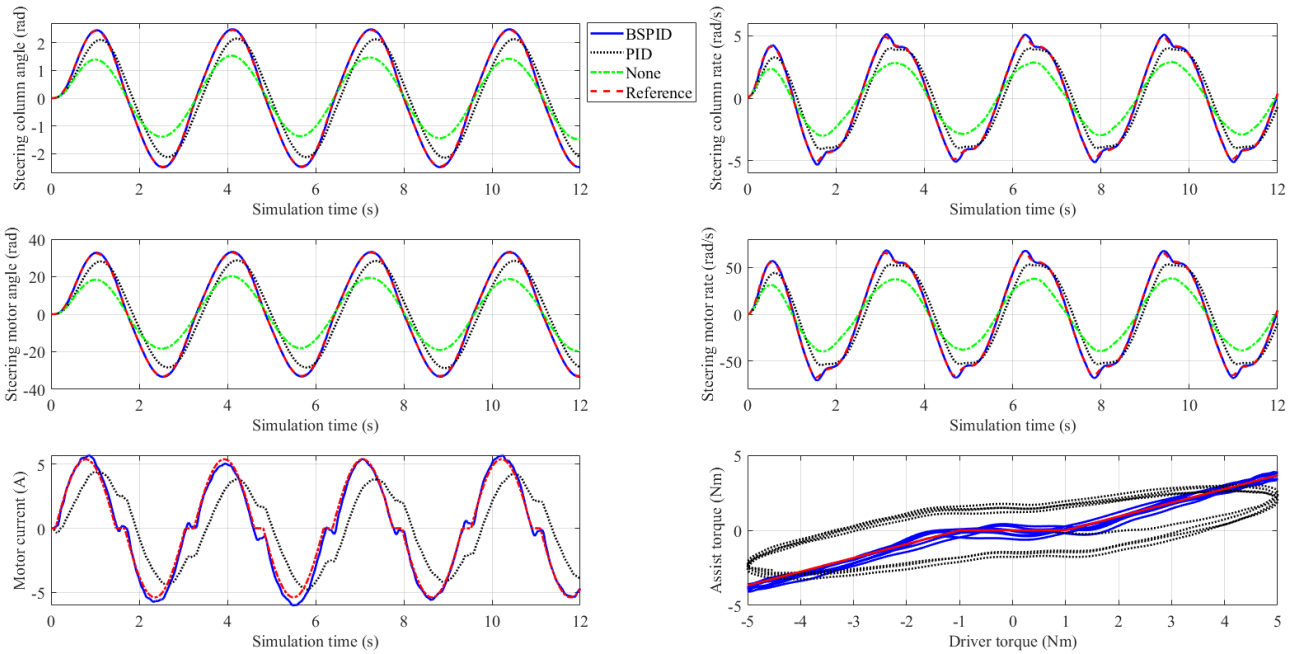 Steering column angle (rad)
2
1
0
-1
-2
0 2 4 6 8 10 12
Simulation time (s)
BSPID
PID
None
Reference
Steering column rate (rad/s)
5
0
-5
0 2 4 6 8 10 12
Simulation time (s)
Steering motor angle (rad)
40
20
0
-20
-40
0 2 4 6 8 10 12
Simulation time (s)
Steering motor rate (rad/s)
50
0
-50
0 2 4 6 8 10 12
Simulation time (s)
Motor current (A)
5
0
-5
0 2 4 6 8 10 12
Simulation time (s)
Assist torque (Nm)
5
0
-5
-5 -4 -3 -2 -1 0 1 2 3 4 5
Driver torque (Nm)